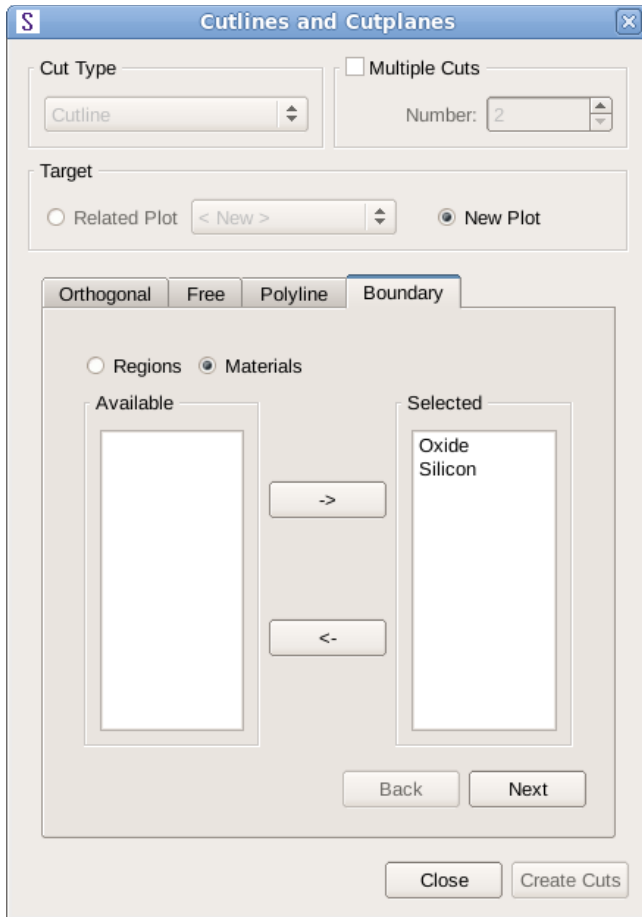 S Cutlines and Cutplanes
Cut Type
Cutline
Multiple Cuts
Number: 2
Target
Related Plot < New > New Plot
Orthogonal Free Polyline Boundary
Regions Materials
Available
Selected
Oxide
Silicon
->
<-
Back Next
Close Create Cuts